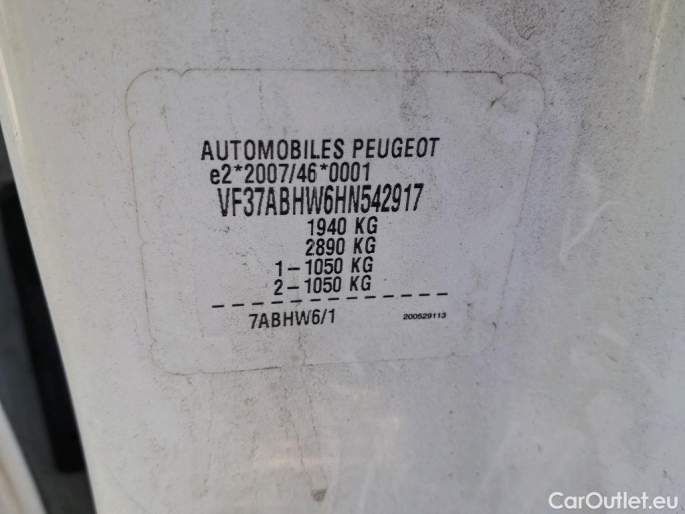 AUTOMOBILES PEUGEOT
e2*2007/46*0001
VF37ABHW6HN542917
1940 KG
2890 KG
1-1050 KG
2-1050 KG
7ABHW6/1 200529113
CarOutlet.eu